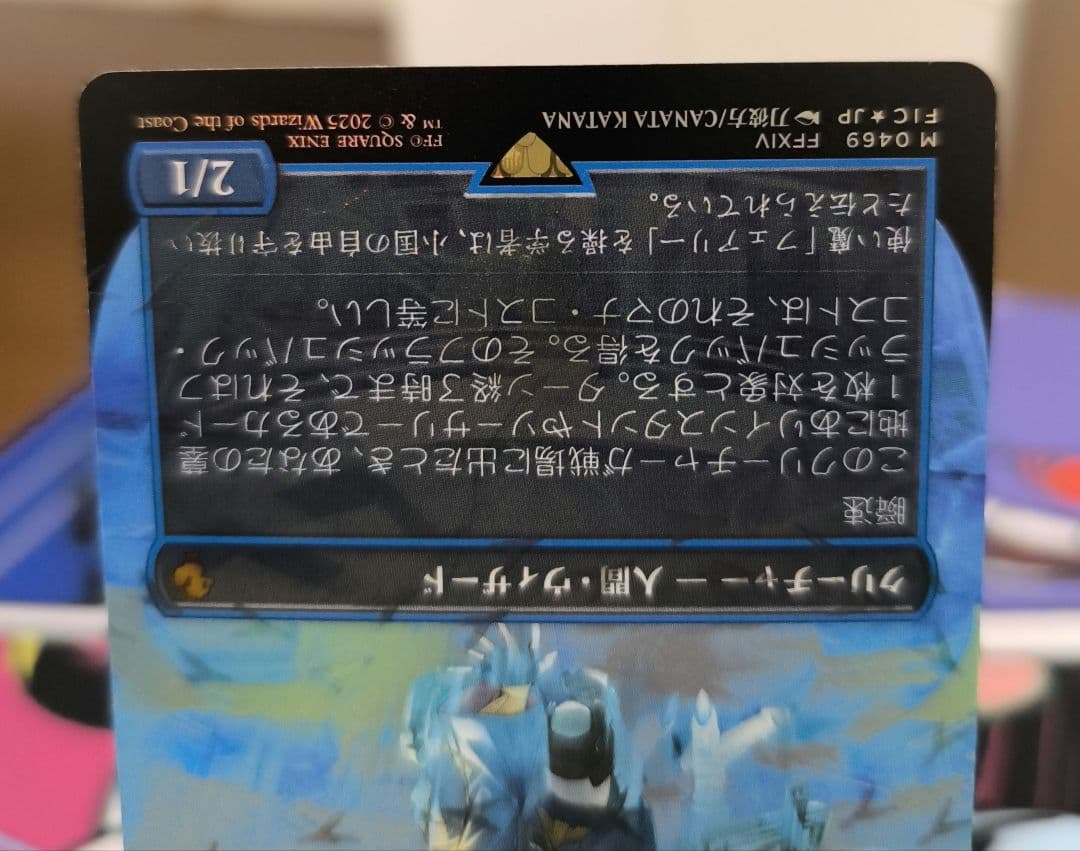 クリーチャー ― 人間・ウィザード
瞬速
このクリーチャーが戦場に出たとき、あなたの墓
地にありインスタントやソーサリーであるカード
1枚を対象とする。ターン終了時まで、それはフ
ラッシュバックを得る。そのフラッシュバック・
コストは、それのマナ・コストに等しい。
使い魔「フェアリー」を操る学者は、小国の自由を守り抜い
たと伝えられている。
2/1
M 0469 FFXIV
FIC★JP 刀彼方/CANATA KATANA
FF© SQUARE ENIX
™ & © 2025 Wizards of the Coast